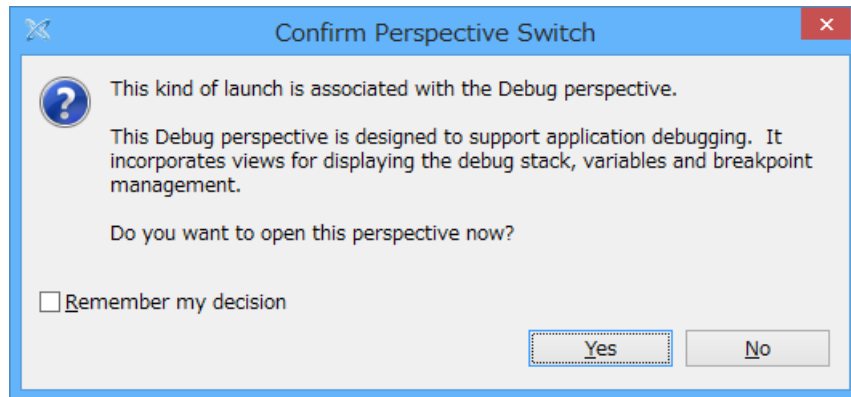 Confirm Perspective Switch
This kind of launch is associated with the Debug perspective.
This Debug perspective is designed to support application debugging. It
incorporates views for displaying the debug stack, variables and breakpoint
management.
Do you want to open this perspective now?
Remember my decision
Yes
No